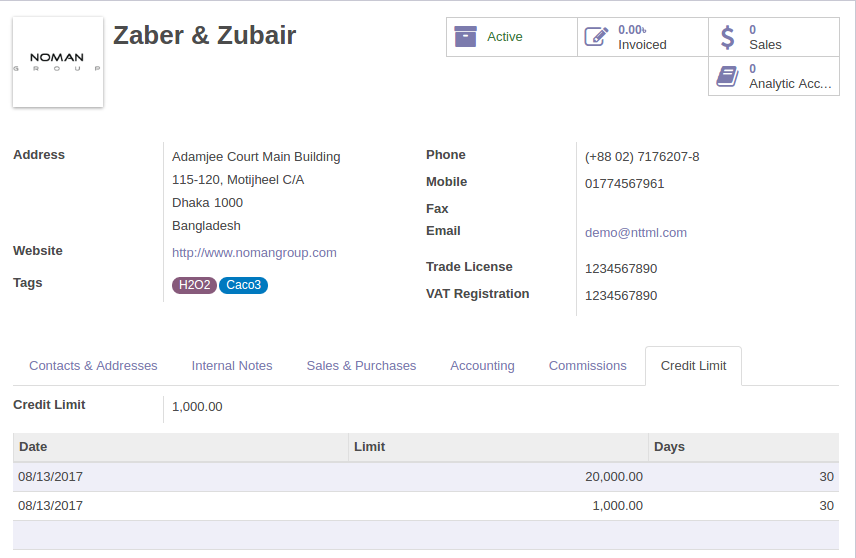 NOMAN
GROUP
Zaber & Zubair
Active
0.00৳
Invoiced
0
Sales
0
Analytic Acc...
Address
Adamjee Court Main Building
115-120, Motijheel C/A
Dhaka 1000
Bangladesh
Website
http://www.nomangroup.com
Tags
H2O2 Caco3
Phone
(+88 02) 7176207-8
Mobile
01774567961
Fax
Email
demo@nttml.com
Trade License
1234567890
VAT Registration
1234567890
Contacts & Addresses Internal Notes Sales & Purchases Accounting Commissions Credit Limit
Credit Limit 1,000.00
Date Limit Days
08/13/2017 20,000.00 30
08/13/2017 1,000.00 30